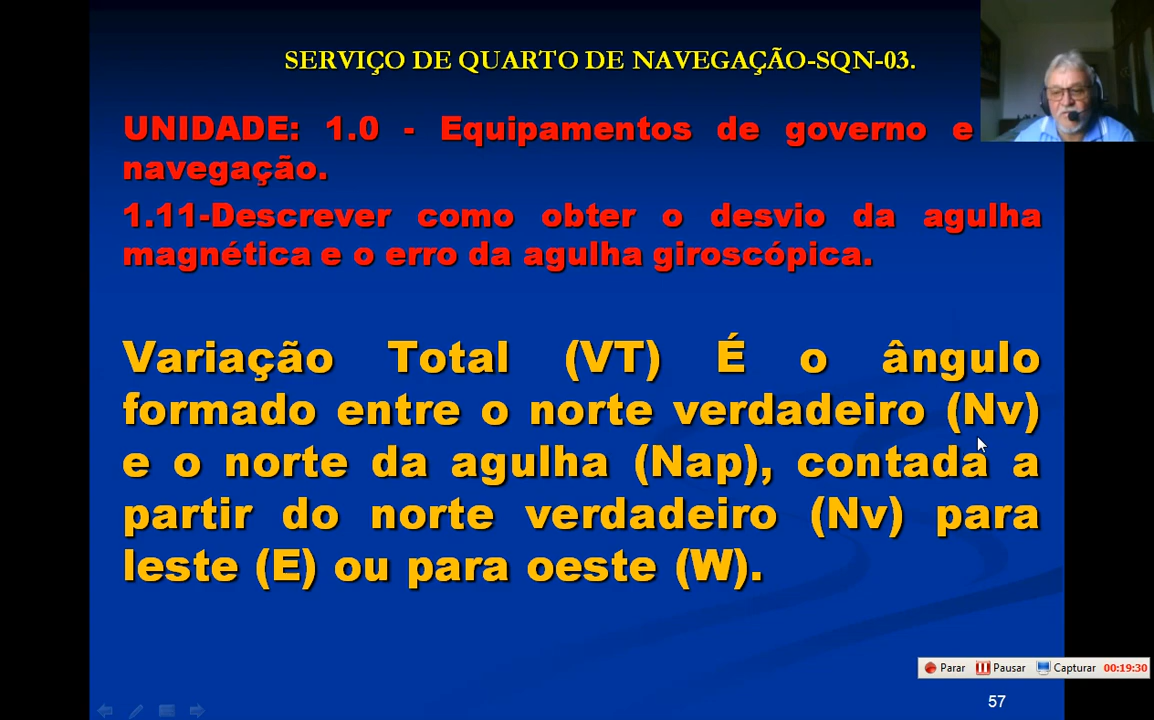 SERVIÇO DE QUARTO DE NAVEGAÇÃO-SQN-03.
UNIDADE: 1.0 - Equipamentos de governo e
navegação.
1.11-Descrever como obter o desvio da agulha
magnética e o erro da agulha giroscópica.
Variação Total (VT) É o ângulo
formado entre o norte verdadeiro (Nv)
e o norte da agulha (Nap), contada a
partir do norte verdadeiro (Nv) para
leste (E) ou para oeste (W).
Parar Pausar Capturar 00:19:30
57